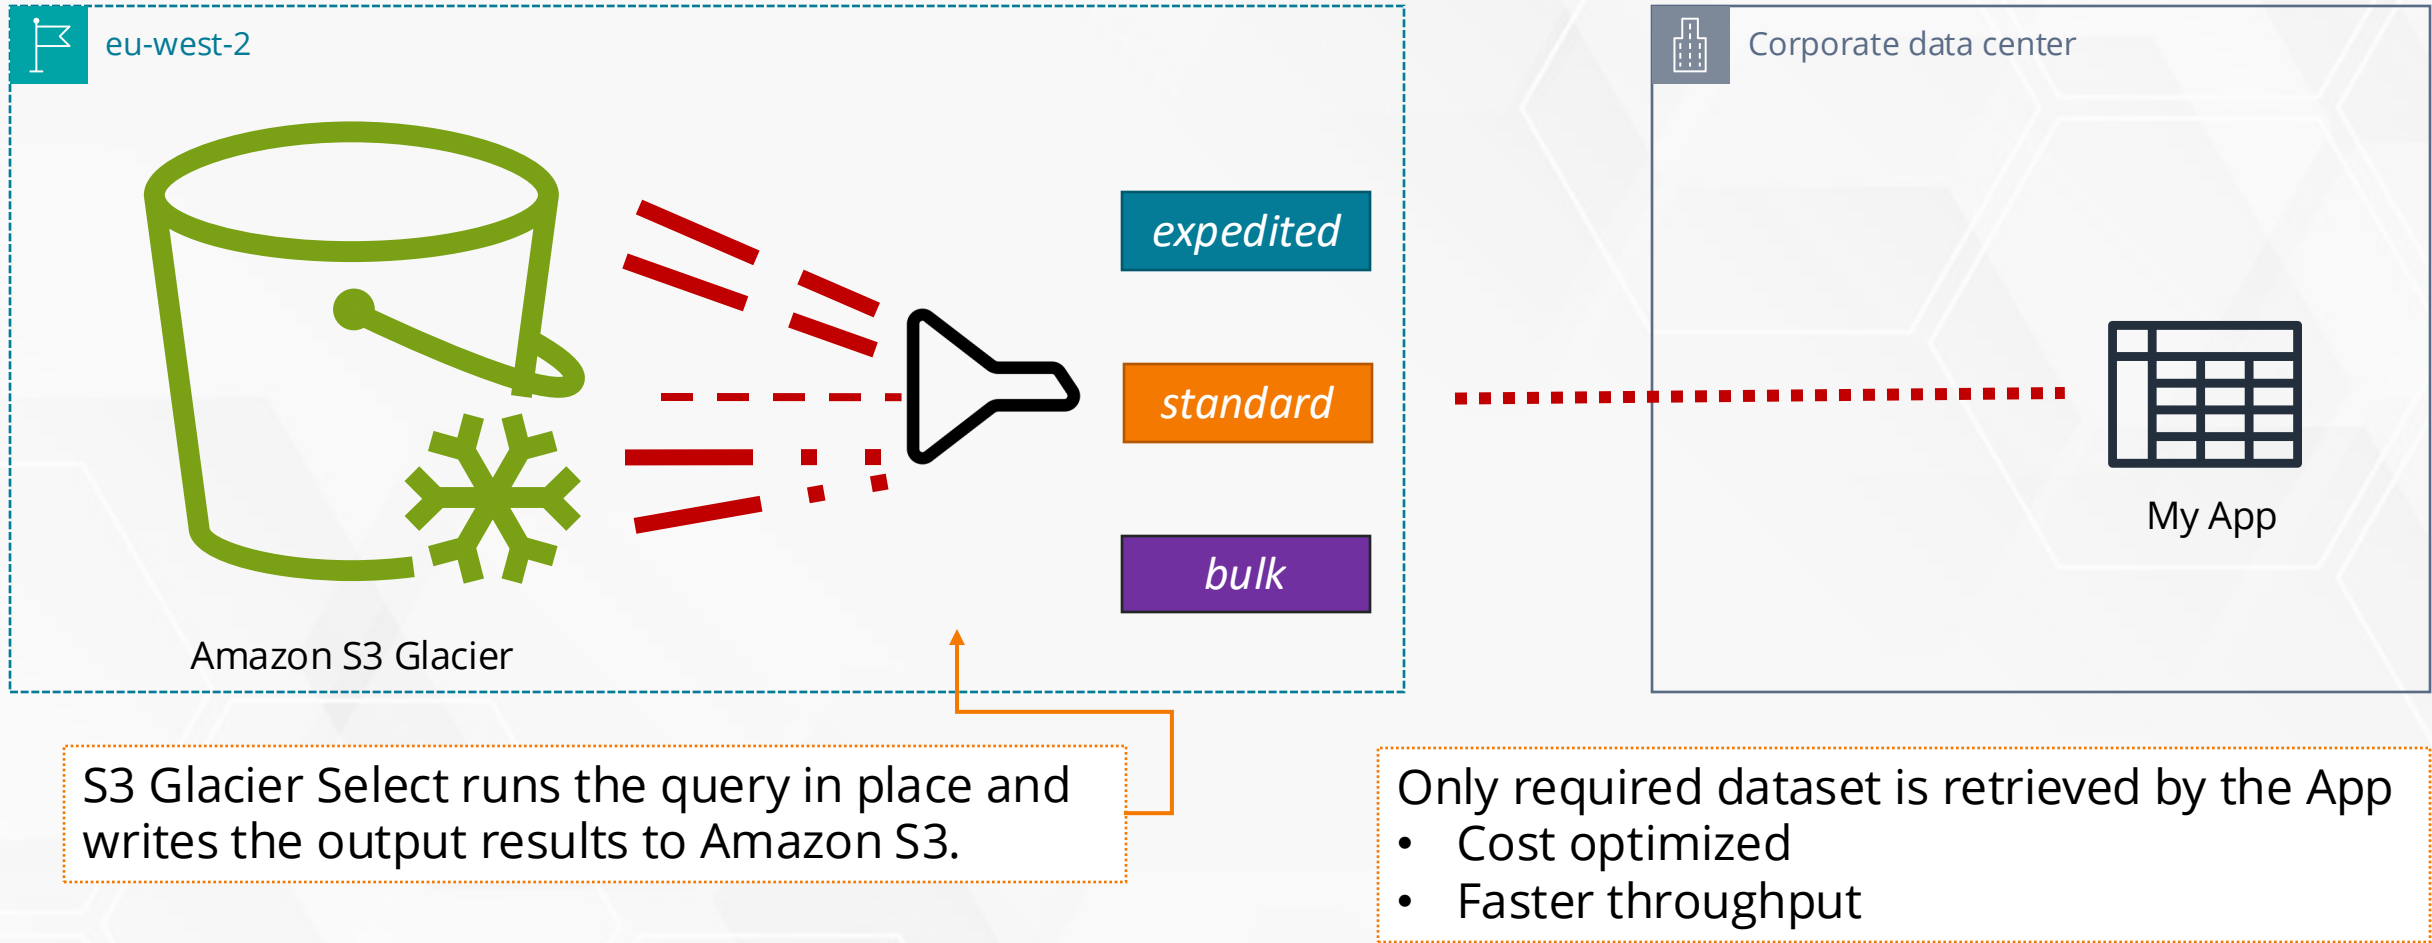 eu-west-2
Corporate data center
expedited
standard
bulk
My App
Amazon S3 Glacier
S3 Glacier Select runs the query in place and
writes the output results to Amazon S3.
Only required dataset is retrieved by the App
• Cost optimized
• Faster throughput